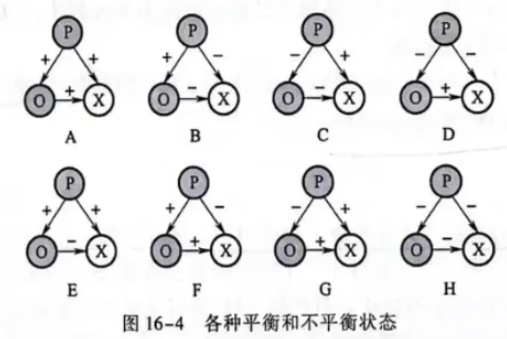 P P P P
+ + + − − + − −
O + X O − X O − X O + X
A B C D
P P P P
+ + + − − + − −
O − X O + X O + X O X
E F G H
图 16-4 各种平衡和不平衡状态